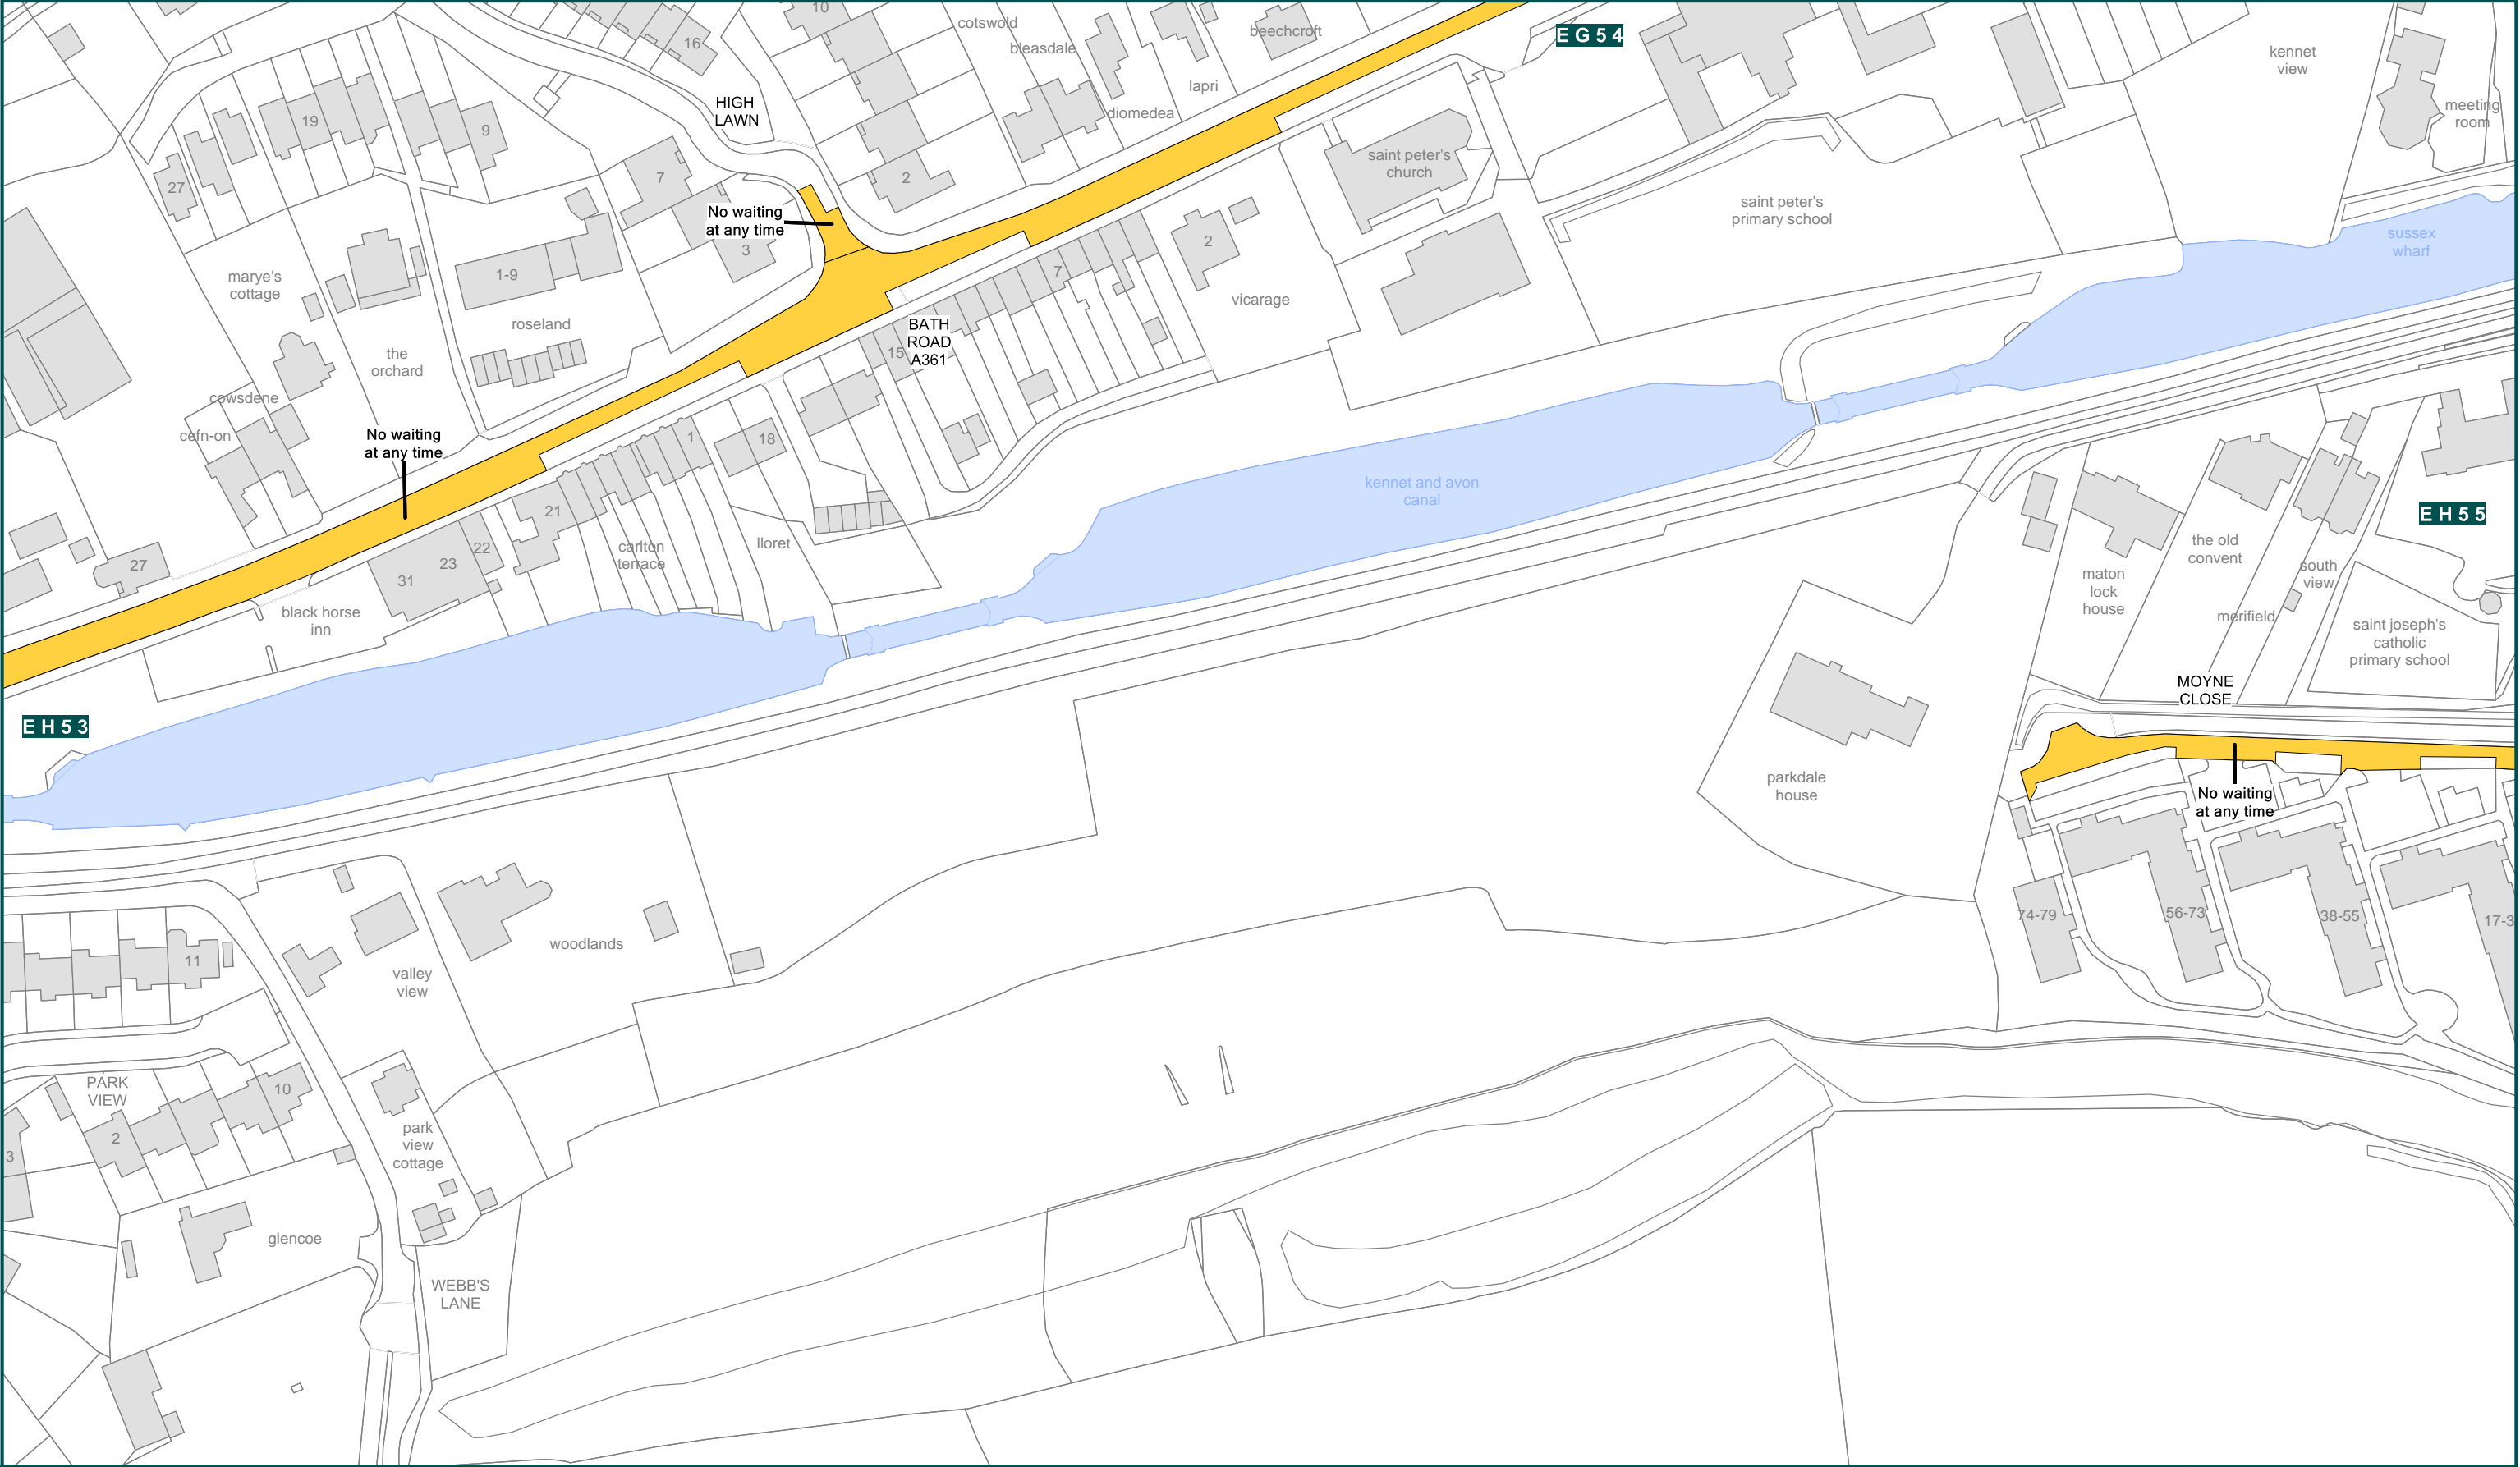 10
cotswold
16
bleasdale
beechcroft
E G 5 4
kennet
view
lapri
diomedea
HIGH
LAWN
meeting
room
19
9
27
7
2
saint peter's
church
saint peter's
primary school
No waiting
at any time
3
2
sussex
wharf
marye's
cottage
1-9
7
vicarage
roseland
BATH
ROAD
A361
15
the
orchard
cowsdene
cefn-on
No waiting
at any time
1
18
kennet and avon
canal
21
E H 5 5
22
23
27
31
carlton
terrace
lloret
the old
convent
south
view
maton
lock
house
merifield
black horse
inn
saint joseph's
catholic
primary school
MOYNE
CLOSE
E H 5 3
parkdale
house
No waiting
at any time
74-79
56-73
38-55
17-3
woodlands
11
valley
view
PARK
VIEW
10
2
3
park
view
cottage
glencoe
WEBB'S
LANE